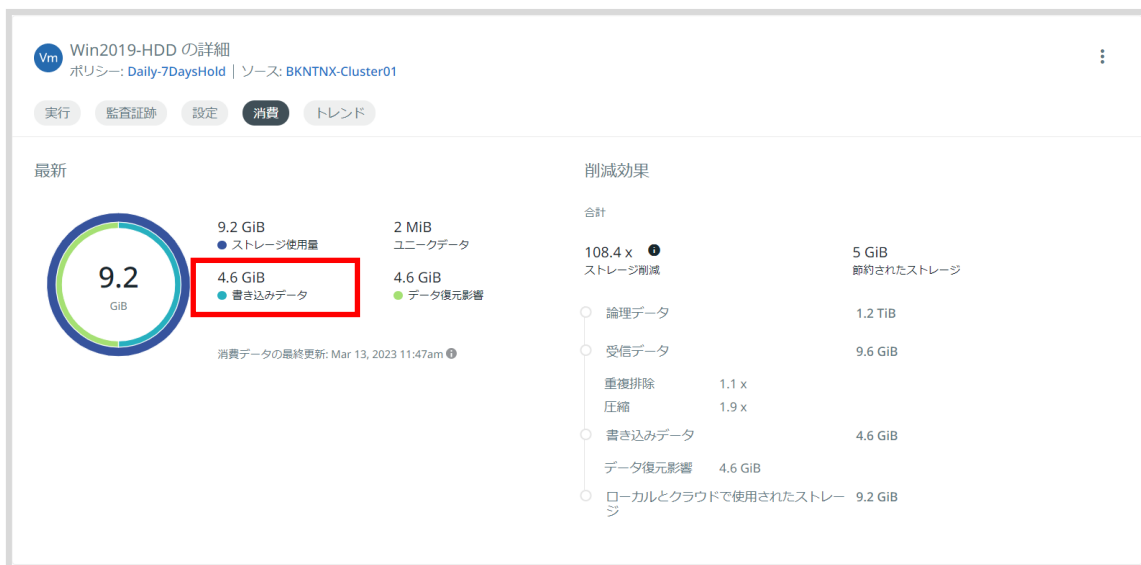 Vm
Win2019-HDD の詳細
ポリシー: Daily-7DaysHold | ソース: BKNTNX-Cluster01
実行 監査証跡 設定 消費 トレンド
最新
9.2
GiB
9.2 GiB
ストレージ使用量
2 MiB
ユニークデータ
4.6 GiB
書き込みデータ
4.6 GiB
データ復元影響
消費データの最終更新: Mar 13, 2023 11:47am
削減効果
合計
108.4 x
ストレージ削減
5 GiB
節約されたストレージ
論理データ 1.2 TiB
受信データ 9.6 GiB
重複排除 1.1 x
圧縮 1.9 x
書き込みデータ 4.6 GiB
データ復元影響 4.6 GiB
ローカルとクラウドで使用されたストレー 9.2 GiB
ジ